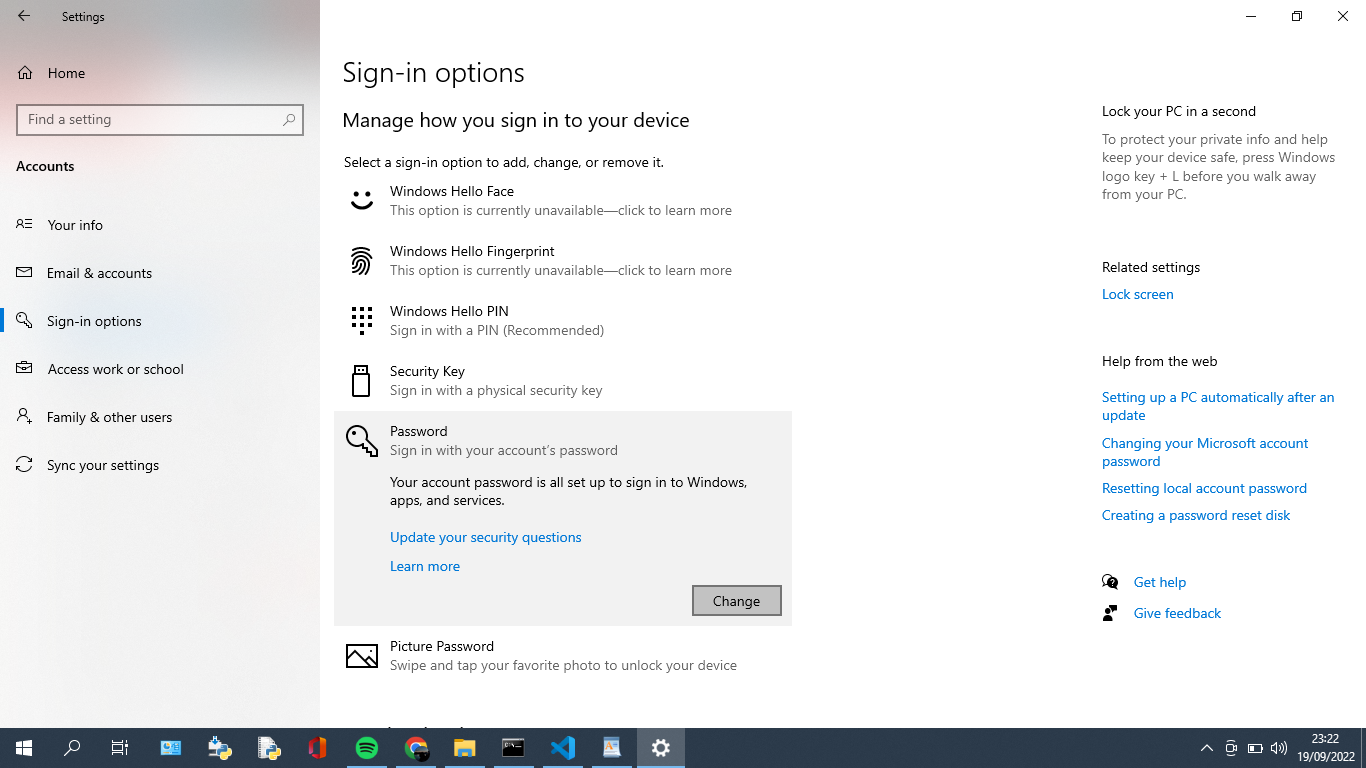 Settings
Home
Find a setting
Accounts
Your info
Email & accounts
Sign-in options
Access work or school
Family & other users
Sync your settings
Sign-in options
Manage how you sign in to your device
Select a sign-in option to add, change, or remove it.
Windows Hello Face
This option is currently unavailable—click to learn more
Windows Hello Fingerprint
This option is currently unavailable—click to learn more
Windows Hello PIN
Sign in with a PIN (Recommended)
Security Key
Sign in with a physical security key
Password
Sign in with your account's password
Your account password is all set up to sign in to Windows,
apps, and services.
Update your security questions
Learn more
Change
Picture Password
Swipe and tap your favorite photo to unlock your device
Lock your PC in a second
To protect your private info and help
keep your device safe, press Windows
logo key + L before you walk away
from your PC.
Related settings
Lock screen
Help from the web
Setting up a PC automatically after an
update
Changing your Microsoft account
password
Resetting local account password
Creating a password reset disk
Get help
Give feedback
23:22
19/09/2022